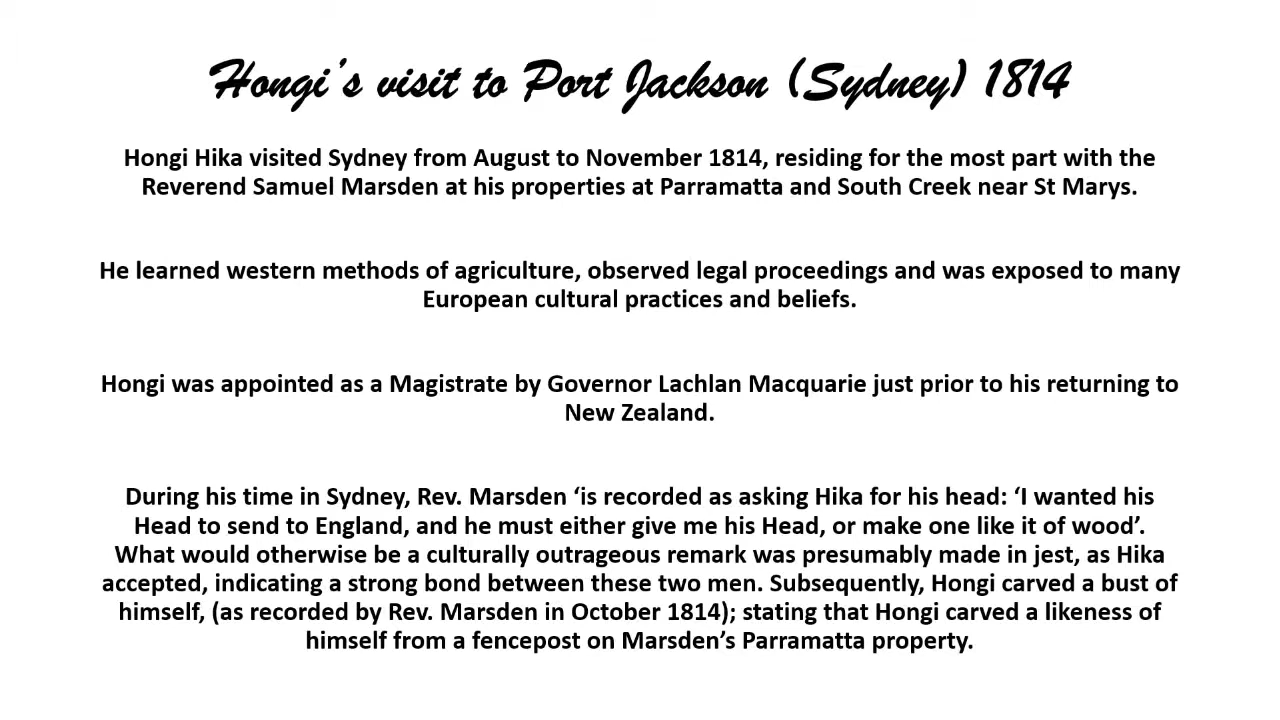 Hongi's visit to Port Jackson (Sydney) 1814
Hongi Hika visited Sydney from August to November 1814, residing for the most part with the
Reverend Samuel Marsden at his properties at Parramatta and South Creek near St Marys.
He learned western methods of agriculture, observed legal proceedings and was exposed to many
European cultural practices and beliefs.
Hongi was appointed as a Magistrate by Governor Lachlan Macquarie just prior to his returning to
New Zealand.
During his time in Sydney, Rev. Marsden ‘is recorded as asking Hika for his head: ‘I wanted his
Head to send to England, and he must either give me his Head, or make one like it of wood’.
What would otherwise be a culturally outrageous remark was presumably made in jest, as Hika
accepted, indicating a strong bond between these two men. Subsequently, Hongi carved a bust of
himself, (as recorded by Rev. Marsden in October 1814); stating that Hongi carved a likeness of
himself from a fencepost on Marsden’s Parramatta property.